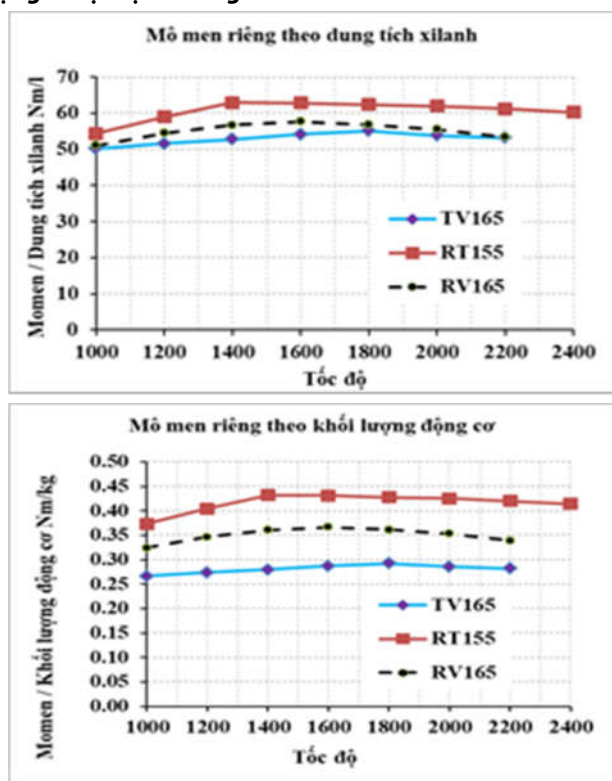 Mô men riêng theo dung tích xilanh
Momen / Dung tích xilanh Nm/l
70
60
50
40
30
20
10
0
TV165
RT155
RV165
1000 1200 1400 1600 1800 2000 2200 2400
Tốc độ
Mô men riêng theo khối lượng động cơ
Momen / Khối lượng động cơ Nm/kg
0.50
0.45
0.40
0.35
0.30
0.25
0.20
0.15
0.10
0.05
0.00
TV165
RT155
RV165
1000 1200 1400 1600 1800 2000 2200 2400
Tốc độ